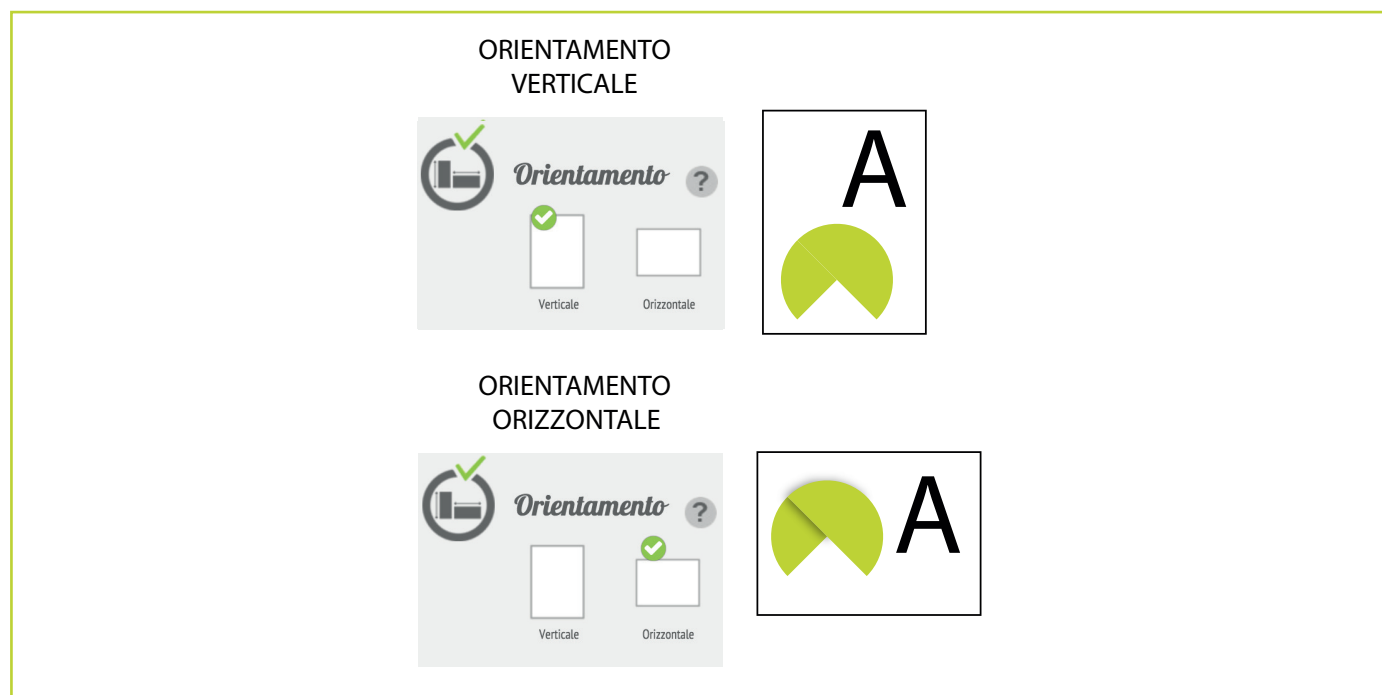 ORIENTAMENTO
VERTICALE
Orientamento ?
Verticale Orizzontale
A
ORIENTAMENTO
ORIZZONTALE
Orientamento ?
Verticale Orizzontale
A